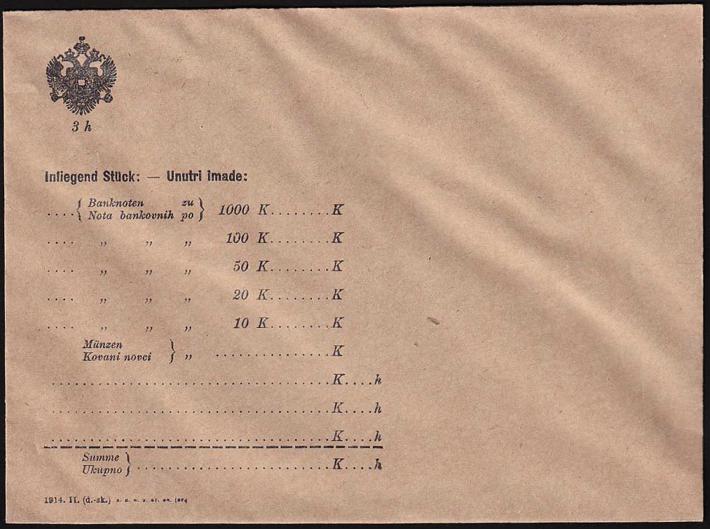 3 h
Inliegend Stück: — Unutri imade:
.... { Banknoten zu } 1000 K........K
Nota bankovnih po
.... „ „ „ 100 K........K
.... „ „ „ 50 K........K
.... „ „ „ 20 K........K
.... „ „ „ 10 K........K
Münzen
Kovani novci } „ ....................K
........................................K....h
........................................K....h
........................................K....h
Summe
Ukupno } ............................K....h
1914. II. (d.-sk.)